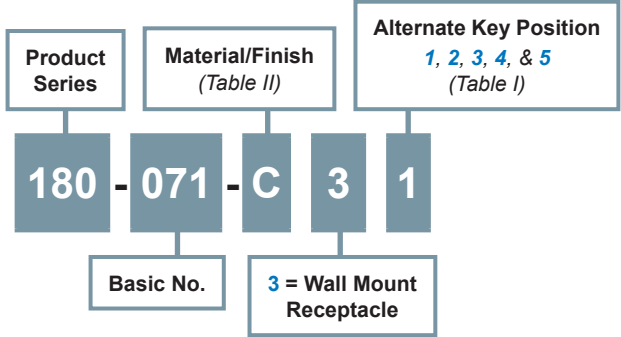 Product
Series
Material/Finish
(Table II)
Alternate Key Position
1, 2, 3, 4, & 5
(Table I)
180 - 071 - C 3 1
Basic No.
3 = Wall Mount
Receptacle